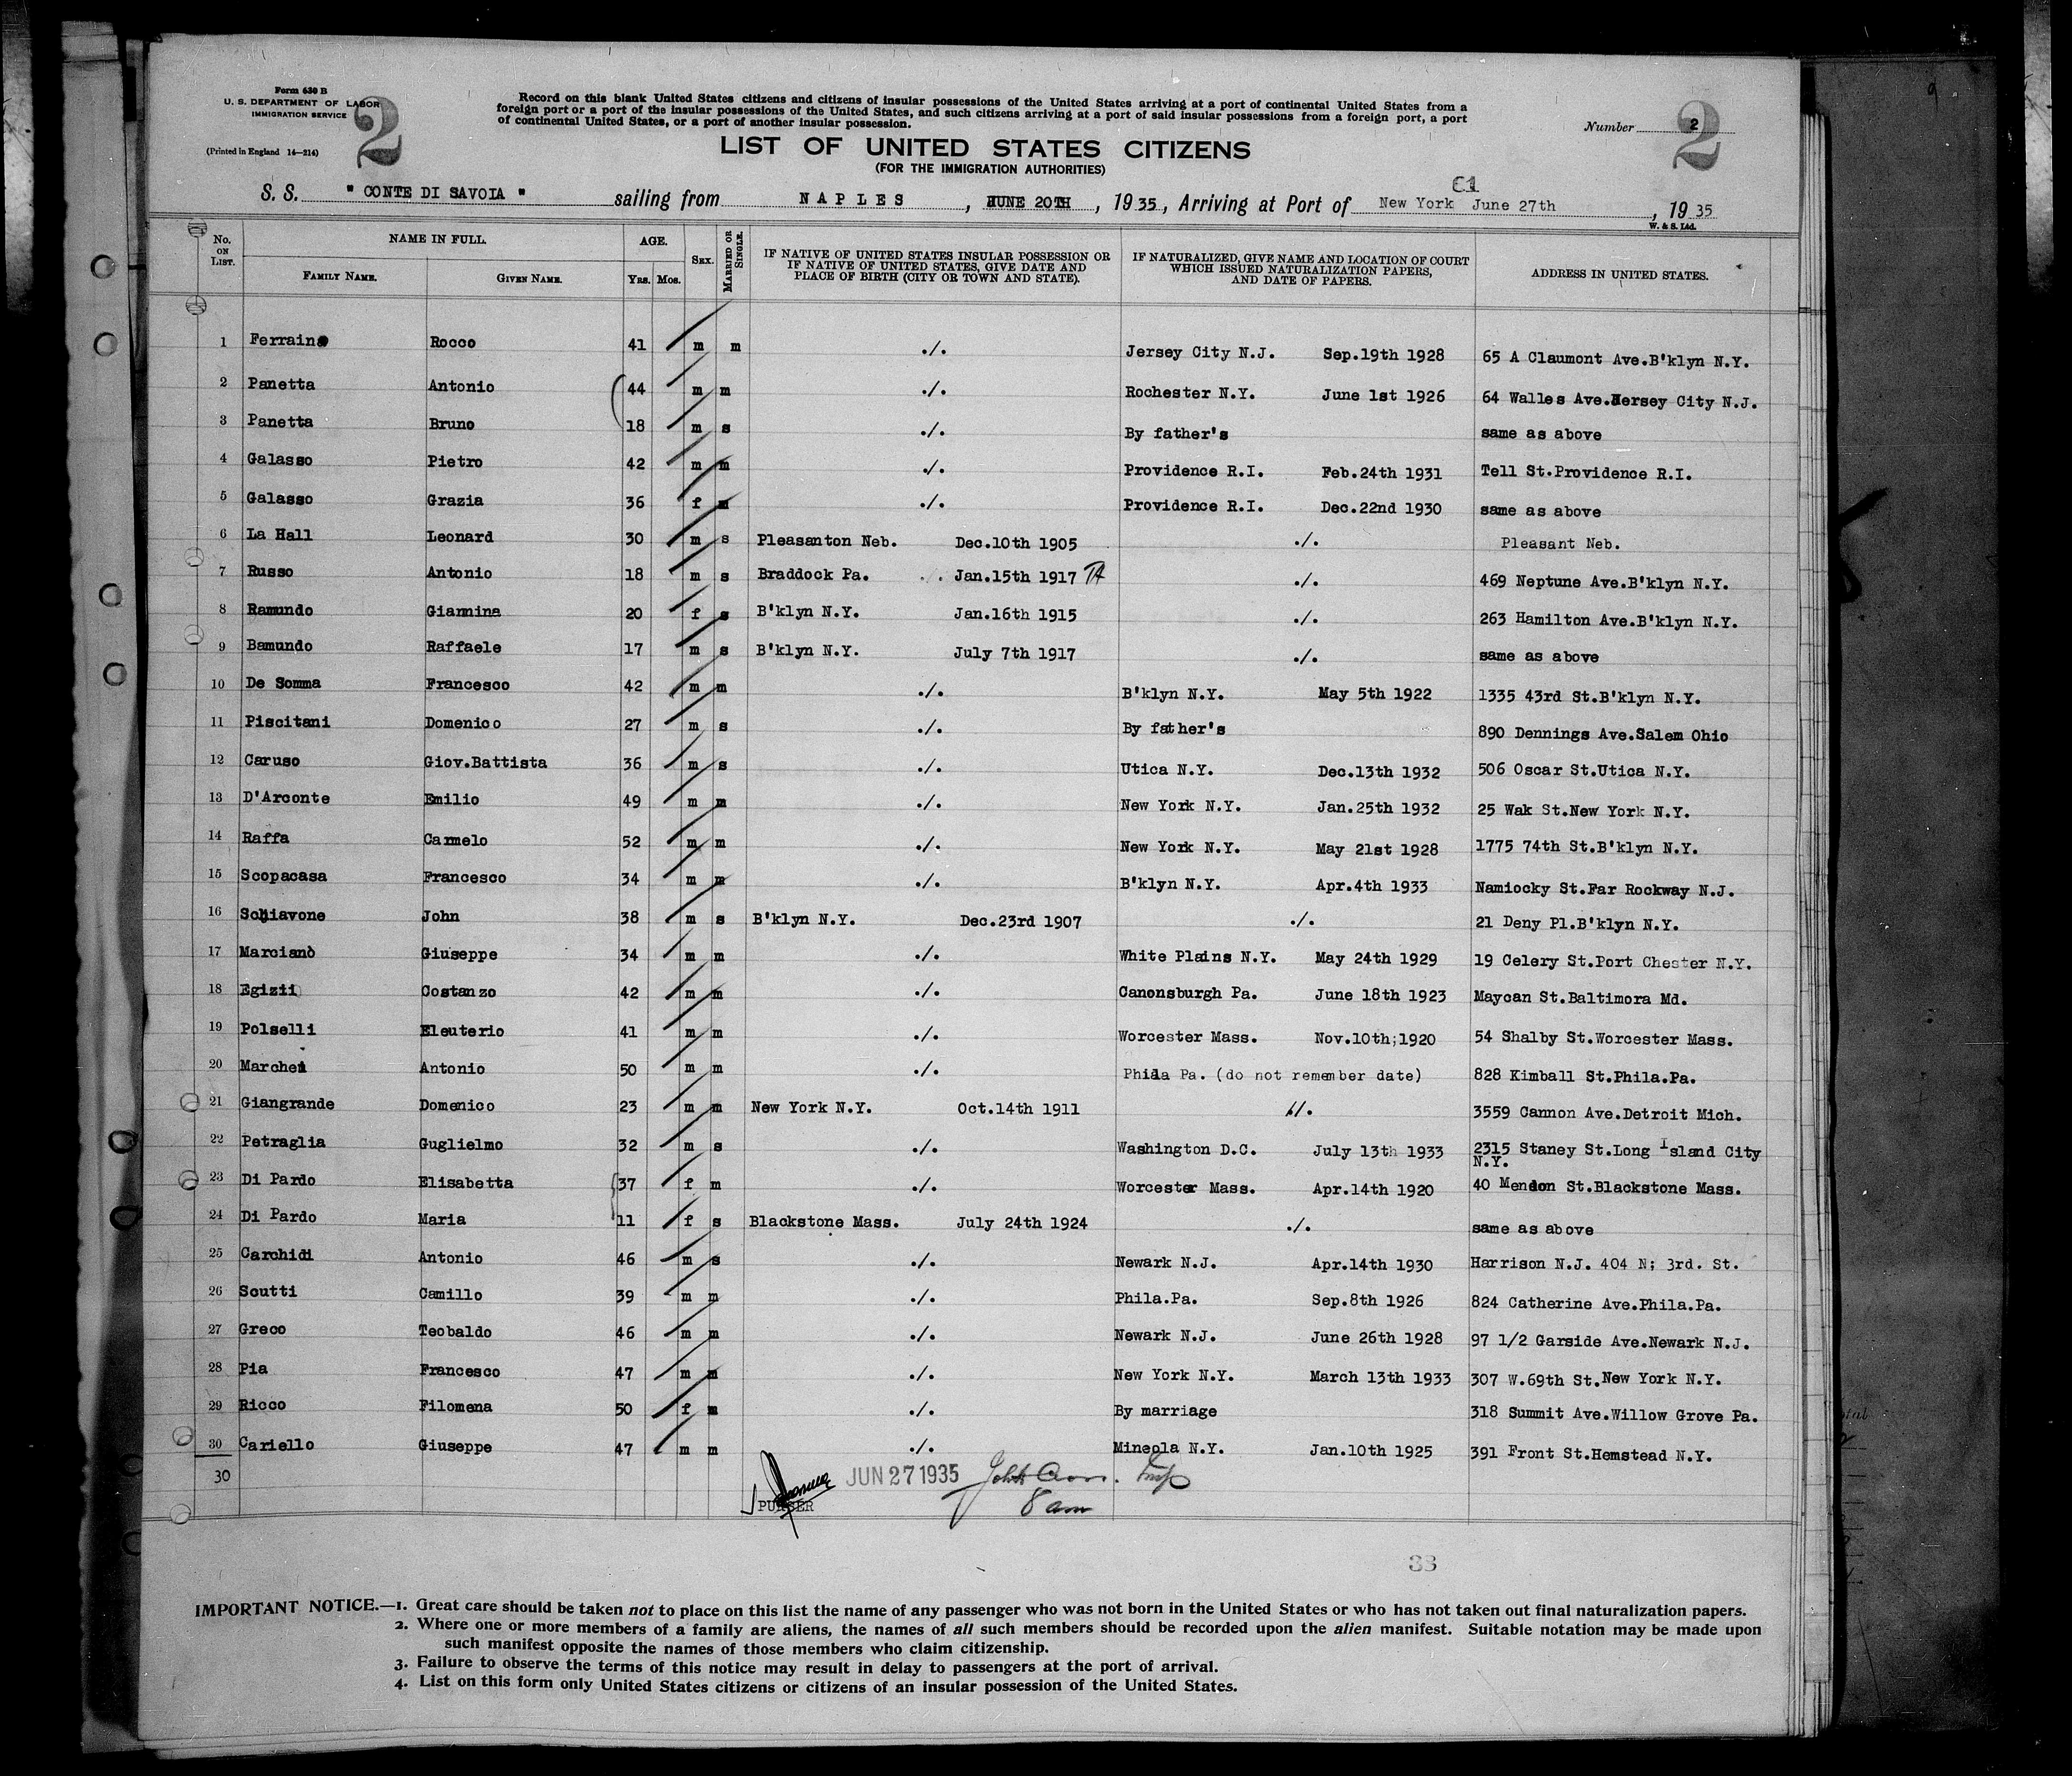 Form 630 B
U. S. DEPARTMENT OF LABOR
IMMIGRATION SERVICE
(Printed in England 14—214)
2
Record on this blank United States citizens and citizens of insular possessions of the United States arriving at a port of continental United States from a
foreign port or a port of the insular possessions of the United States, and such citizens arriving at a port of said insular possessions from a foreign port, a port
of continental United States, or a port of another insular possession.
Number 2
2
LIST OF UNITED STATES CITIZENS
(FOR THE IMMIGRATION AUTHORITIES)
S. S. " CONTE DI SAVOIA " sailing from NAPLES, JUNE 20TH, 1935, Arriving at Port of New York June 27th, 1935
W. & S. Ltd.
No. ON LIST. NAME IN FULL. AGE. SEX. MARRIED OR SINGLE. IF NATIVE OF UNITED STATES INSULAR POSSESSION OR IF NATIVE OF UNITED STATES, GIVE DATE AND PLACE OF BIRTH (CITY OR TOWN AND STATE). IF NATURALIZED, GIVE NAME AND LOCATION OF COURT WHICH ISSUED NATURALIZATION PAPERS, AND DATE OF PAPERS. ADDRESS IN UNITED STATES.
FAMILY NAME. GIVEN NAME. YRS. MOS.
1 Ferraino Rocco 41 m m ./. Jersey City N.J. Sep.19th 1928 65 A Claumont Ave.B'klyn N.Y.
2 Panetta Antonio 44 m m ./. Rochester N.Y. June 1st 1926 64 Walles Ave.Jersey City N.J.
3 Panetta Bruno 18 m s ./. By father's same as above
4 Galasso Pietro 42 m m ./. Providence R.I. Feb.24th 1931 Tell St.Providence R.I.
5 Galasso Grazia 36 f m ./. Providence R.I. Dec.22nd 1930 same as above
6 La Hall Leonard 30 m s Pleasanton Neb. Dec.10th 1905 ./. Pleasant Neb.
7 Russo Antonio 18 m s Braddock Pa. Jan.15th 1917 ./. 469 Neptune Ave.B'klyn N.Y.
8 Ramundo Giannina 20 f s B'klyn N.Y. Jan.16th 1915 ./. 263 Hamilton Ave.B'klyn N.Y.
9 Bamundo Raffaele 17 m s B'klyn N.Y. July 7th 1917 ./. same as above
10 De Somma Francesco 42 m m ./. B'klyn N.Y. May 5th 1922 1335 43rd St.B'klyn N.Y.
11 Piscitani Domenico 27 m s ./. By father's 890 Dennings Ave.Salem Ohio
12 Caruso Giov.Battista 36 m s ./. Utica N.Y. Dec.13th 1932 506 Oscar St.Utica N.Y.
13 D'Arconte Emilio 49 m m ./. New York N.Y. Jan.25th 1932 25 Wak St.New York N.Y.
14 Raffa Carmelo 52 m m ./. New York N.Y. May 21st 1928 1775 74th St.B'klyn N.Y.
15 Scopacasa Francesco 34 m m ./. B'klyn N.Y. Apr.4th 1933 Namiocky St.Far Rockway N.J.
16 Schiavone John 38 m s B'klyn N.Y. Dec.23rd 1907 ./. 21 Deny Pl.B'klyn N.Y.
17 Marcianò Giuseppe 34 m m ./. White Plains N.Y. May 24th 1929 19 Celery St.Port Chester N.Y.
18 Egizii Costanzo 42 m m ./. Canonsburgh Pa. June 18th 1923 Maycan St.Baltimora Md.
19 Polselli Eleuterio 41 m m ./. Worcester Mass. Nov.10th;1920 54 Shalby St.Worcester Mass.
20 Marchei Antonio 50 m m ./. Phila Pa. (do not remember date) 828 Kimball St.Phila.Pa.
21 Giangrande Domenico 23 m m New York N.Y. Oct.14th 1911 ./. 3559 Cannon Ave.Detroit Mich.
22 Petraglia Guglielmo 32 m s ./. Washington D.C. July 13th 1933 2315 Staney St.Long Island City
N.Y.
23 Di Pardo Elisabetta 37 f m ./. Worcester Mass. Apr.14th 1920 40 Mendon St.Blackstone Mass.
24 Di Pardo Maria 11 f s Blackstone Mass. July 24th 1924 ./. same as above
25 Carchidi Antonio 46 m s ./. Newark N.J. Apr.14th 1930 Harrison N.J. 404 N; 3rd. St.
26 Scutti Camillo 39 m m ./. Phila.Pa. Sep.8th 1926 824 Catherine Ave.Phila.Pa.
27 Greco Teobaldo 46 m m ./. Newark N.J. June 26th 1928 97 1/2 Garside Ave.Newark N.J.
28 Pia Francesco 47 m m ./. New York N.Y. March 13th 1933 307 W.69th St.New York N.Y.
29 Ricco Filomena 50 f m ./. By marriage 318 Summit Ave.Willow Grove Pa.
30 Cariello Giuseppe 47 m m ./. Mineola N.Y. Jan.10th 1925 391 Front St.Hemstead N.Y.
30
PURSER JUN 27 1935
8 am
IMPORTANT NOTICE.—1. Great care should be taken not to place on this list the name of any passenger who was not born in the United States or who has not taken out final naturalization papers.
2. Where one or more members of a family are aliens, the names of all such members should be recorded upon the alien manifest. Suitable notation may be made upon
such manifest opposite the names of those members who claim citizenship.
3. Failure to observe the terms of this notice may result in delay to passengers at the port of arrival.
4. List on this form only United States citizens or citizens of an insular possession of the United States.